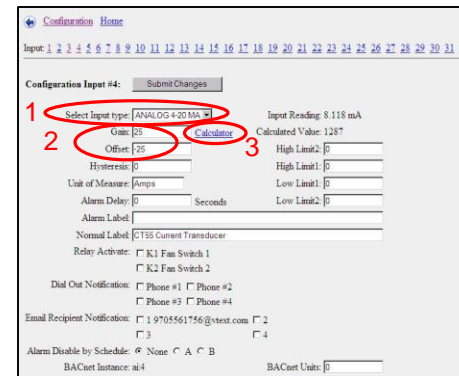 Configuration Home
Input: 1 2 3 4 5 6 7 8 9 10 11 12 13 14 15 16 17 18 19 20 21 22 23 24 25 26 27 28 29 30 31
Configuration Input #4: Submit Changes
1 Select Input type: ANALOG 4-20 MA Input Reading: 8.118 mA
2 Gain: 25 Calculator 3 Calculated Value: 1287
Offset: -25 High Limit2: 0
Hysteresis: 0 High Limit1: 0
Unit of Measure: Amps Low Limit1: 0
Alarm Delay: 0 Seconds Low Limit2: 0
Alarm Label:
Normal Label: CT55 Current Transducer
Relay Activate: K1 Fan Switch 1
K2 Fan Switch 2
Dial Out Notification: Phone #1 Phone #2
Phone #3 Phone #4
Email Recipient Notification: 1 9705561756@vtext.com 2
3 4
Alarm Disable by Schedule: None A B
BACnet Instance: ai:4 BACnet Units: 0